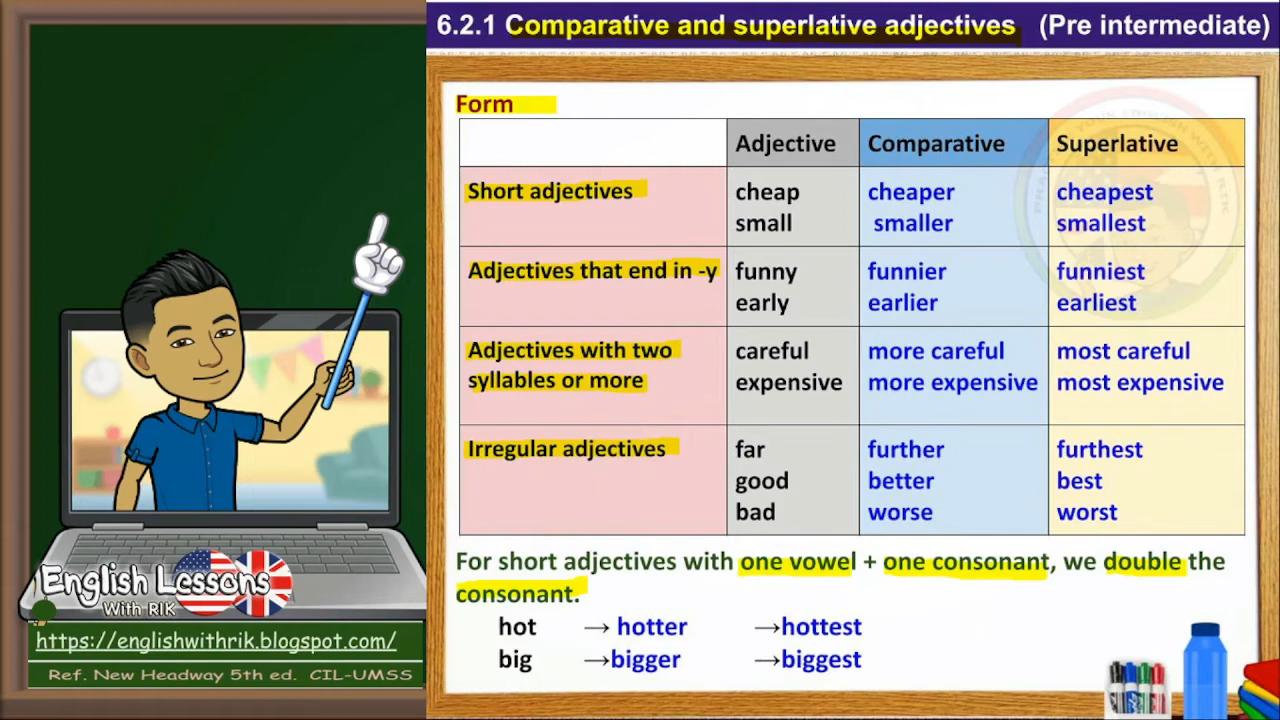 6.2.1 Comparative and superlative adjectives (Pre intermediate)
Form
Adjective Comparative Superlative
Short adjectives cheap cheaper cheapest
small smaller smallest
Adjectives that end in -y funny funnier funniest
early earlier earliest
Adjectives with two careful more careful most careful
syllables or more expensive more expensive most expensive
Irregular adjectives far further furthest
good better best
bad worse worst
For short adjectives with one vowel + one consonant, we double the
consonant.
hot → hotter →hottest
big →bigger →biggest
English Lessons
With RIK
https://englishwithrik.blogspot.com/
Ref. New Headway 5th ed. CIL-UMSS